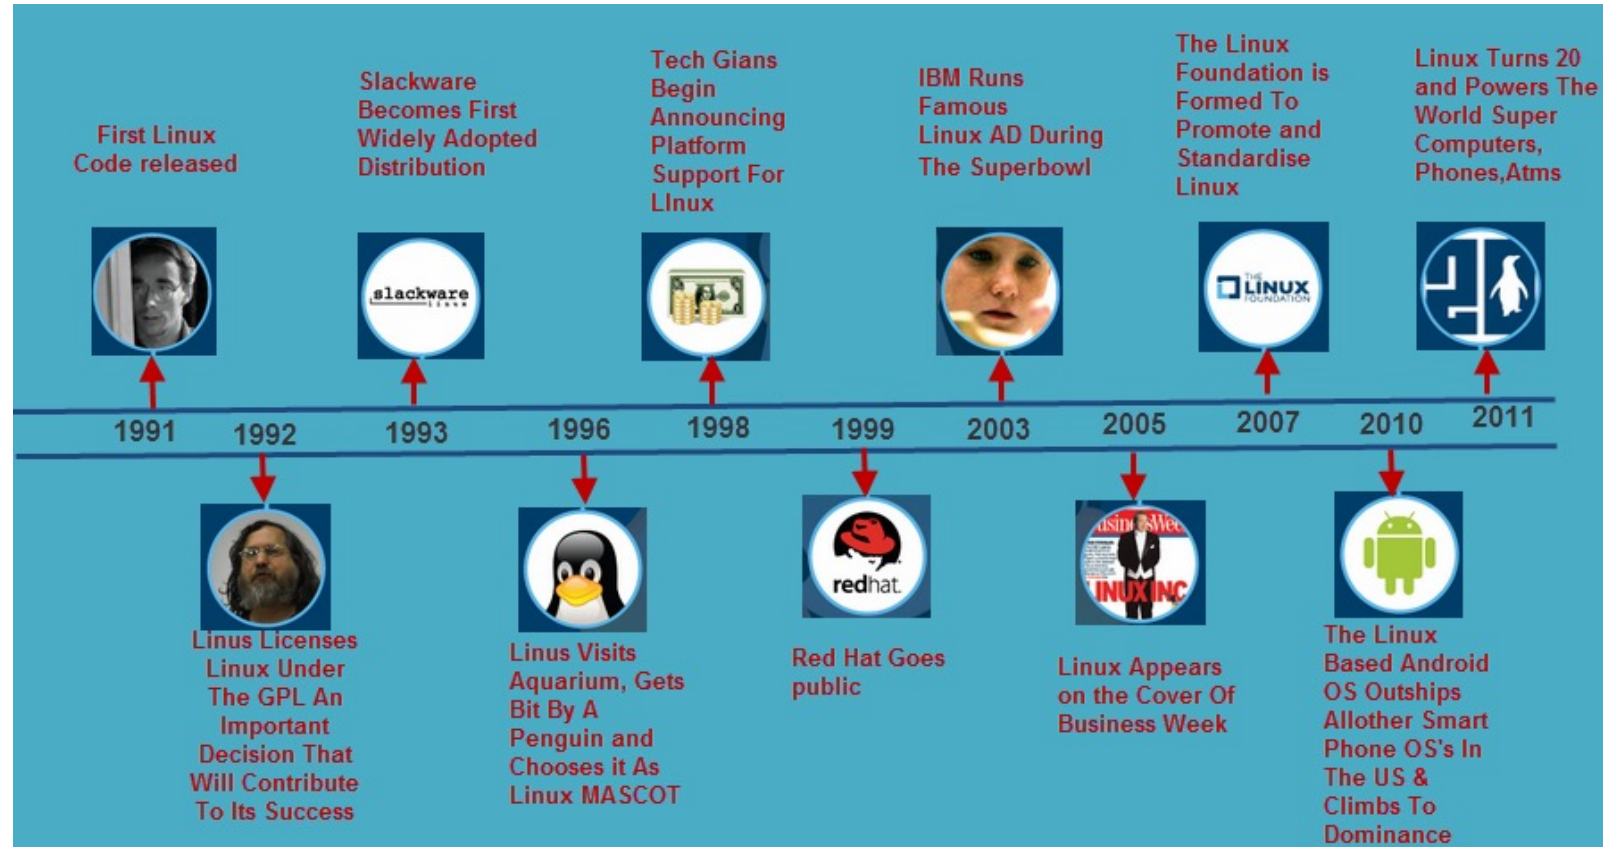 First Linux
Code released
Slackware
Becomes First
Widely Adopted
Distribution
Tech Gians
Begin
Announcing
Platform
Support For
LInux
IBM Runs
Famous
Linux AD During
The Superbowl
The Linux
Foundation is
Formed To
Promote and
Standardise
Linux
Linux Turns 20
and Powers The
World Super
Computers,
Phones,Atms
slackware
linux
THE
LINUX
FOUNDATION
1991
1992
1993
1996
1998
1999
2003
2005
2007
2010
2011
redhat.
BusinessWee
LINUX INC
Linus Licenses
Linux Under
The GPL An
Important
Decision That
Will Contribute
To Its Success
Linus Visits
Aquarium, Gets
Bit By A
Penguin and
Chooses it As
Linux MASCOT
Red Hat Goes
public
Linux Appears
on the Cover Of
Business Week
The Linux
Based Android
OS Outships
Allother Smart
Phone OS's In
The US &
Climbs To
Dominance